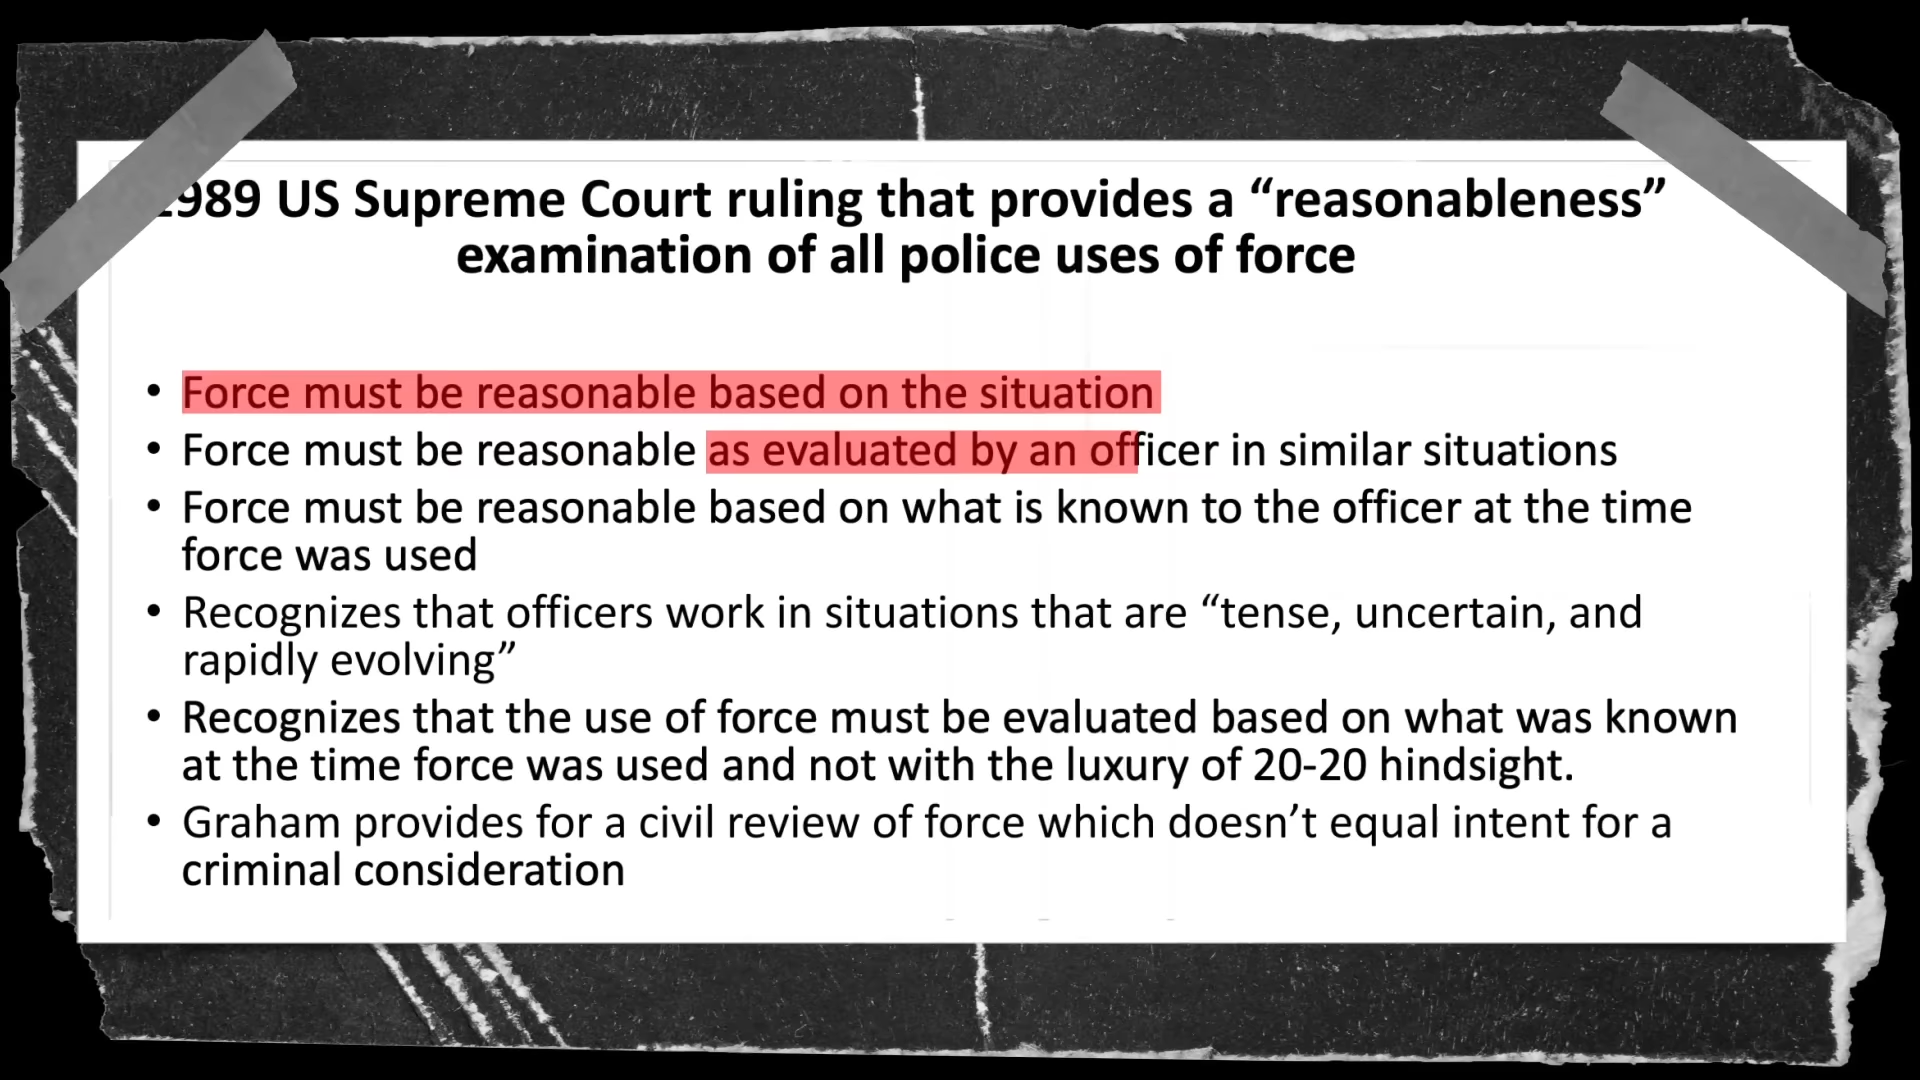 1989 US Supreme Court ruling that provides a “reasonableness”
examination of all police uses of force
• Force must be reasonable based on the situation
• Force must be reasonable as evaluated by an officer in similar situations
• Force must be reasonable based on what is known to the officer at the time
force was used
• Recognizes that officers work in situations that are “tense, uncertain, and
rapidly evolving”
• Recognizes that the use of force must be evaluated based on what was known
at the time force was used and not with the luxury of 20-20 hindsight.
• Graham provides for a civil review of force which doesn’t equal intent for a
criminal consideration